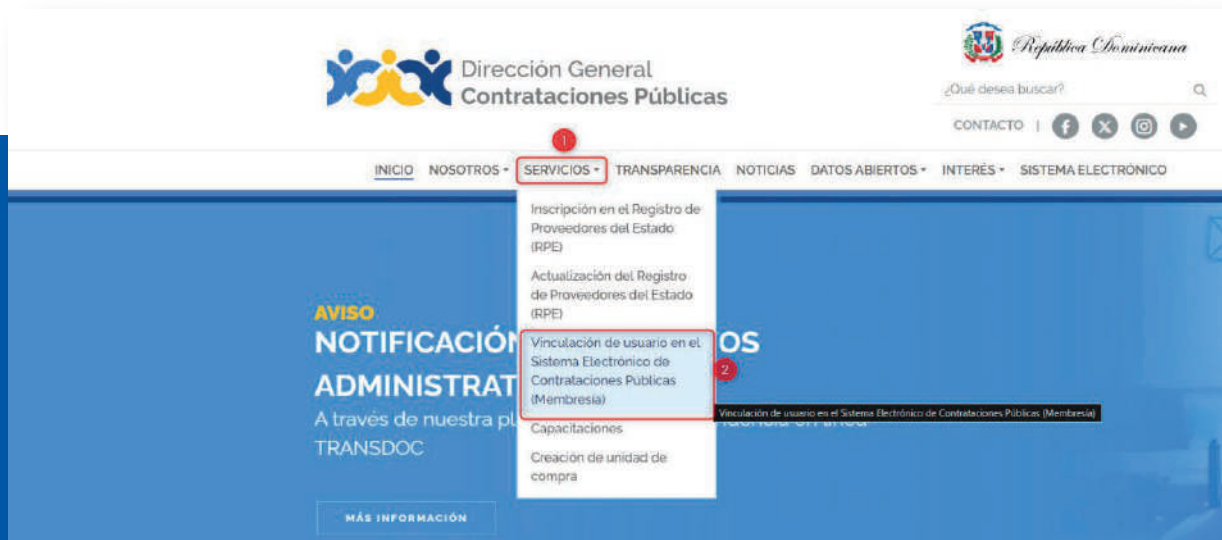 República Dominicana
Dirección General
Contrataciones Públicas
¿Qué desea buscar?
CONTACTO |
1
INICIO NOSOTROS SERVICIOS TRANSPARENCIA NOTICIAS DATOS ABIERTOS INTERÉS SISTEMA ELECTRÓNICO
Inscripción en el Registro de
Proveedores del Estado
(RPE)
Actualización del Registro
de Proveedores del Estado
(RPE)
Vinculación de usuario en el
Sistema Electrónico de
Contrataciones Públicas
(Membresía)
2
Vinculación de usuario en el Sistema Electrónico de Contrataciones Públicas (Membresía)
Capacitaciones
Creación de unidad de
compra
AVISO
NOTIFICACIÓN OS
ADMINISTRAT
A través de nuestra pl
TRANSDOC
MÁS INFORMACIÓN